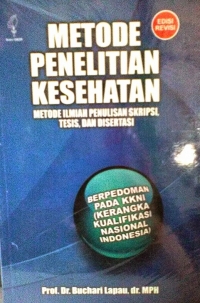 EDISI
REVISI
METODE
PENELITIAN
KESEHATAN
METODE ILMIAH PENULISAN SKRIPSI,
TESIS, DAN DISERTASI
BERPEDOMAN
PADA KKNI
(KERANGKA
KUALIFIKASI
NASIONAL
INDONESIA)
Prof. Dr. Buchari Lapau, dr. MPH